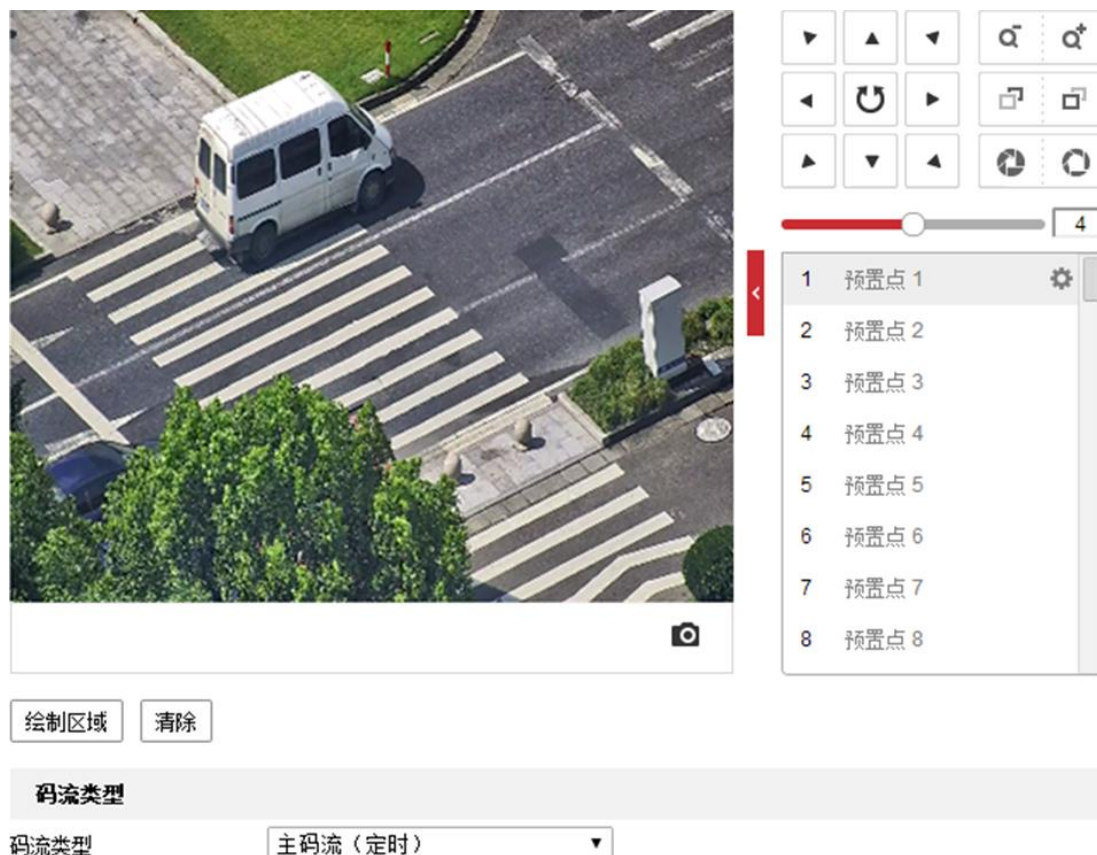 4
1 预置点 1
2 预置点 2
3 预置点 3
4 预置点 4
5 预置点 5
6 预置点 6
7 预置点 7
8 预置点 8
绘制区域 清除
码流类型
码流类型 主码流（定时）